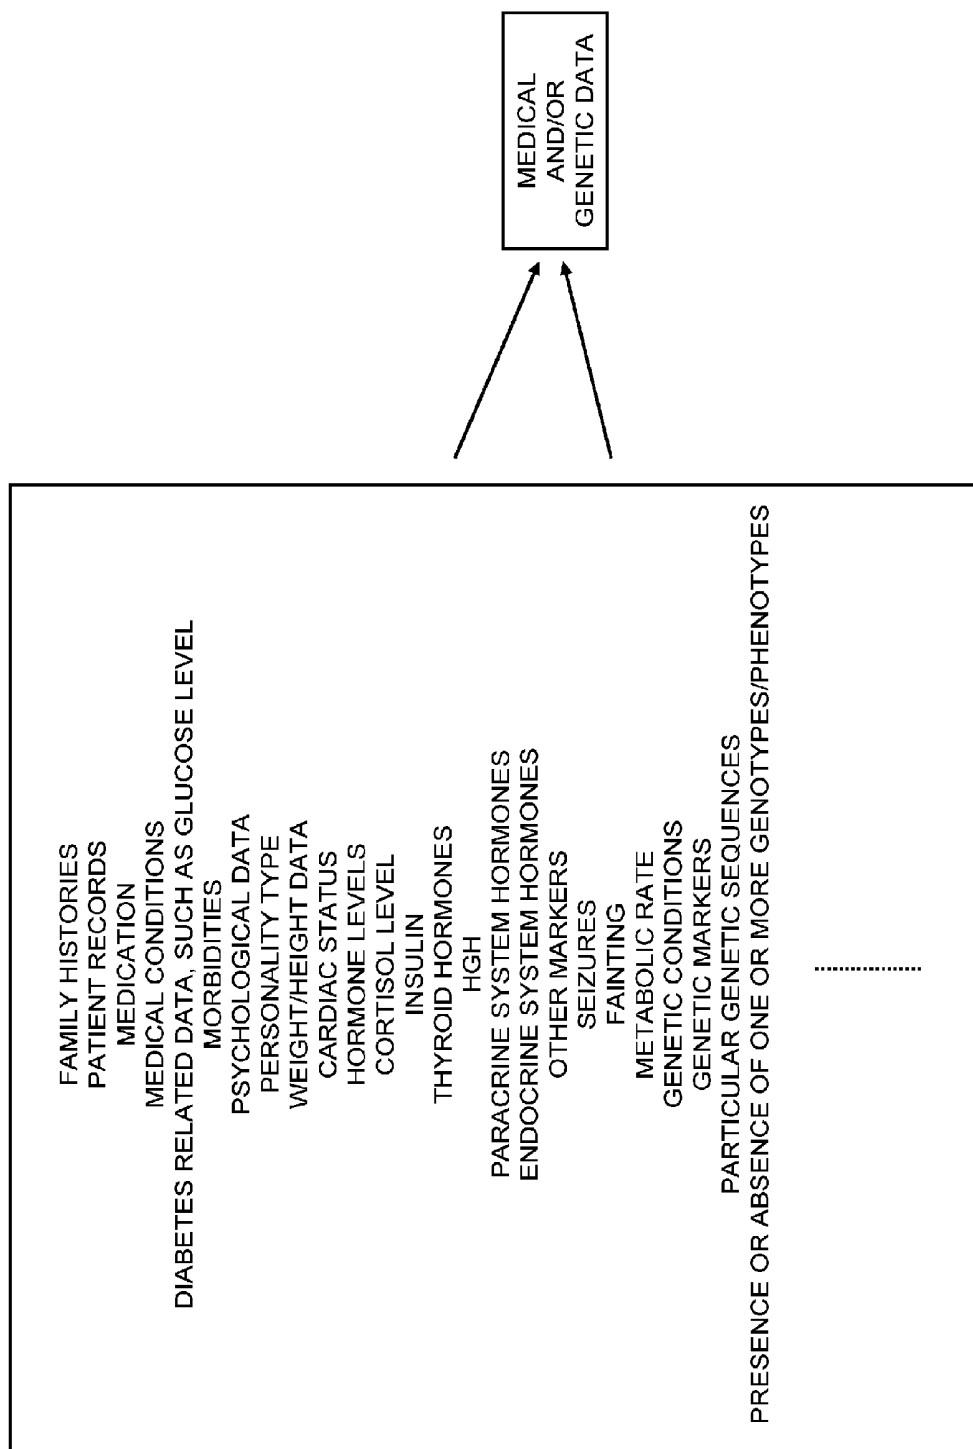 FAMILY HISTORIES
PATIENT RECORDS
MEDICATION
MEDICAL CONDITIONS
DIABETES RELATED DATA, SUCH AS GLUCOSE LEVEL
MORBIDITIES
PSYCHOLOGICAL DATA
PERSONALITY TYPE
WEIGHT/HEIGHT DATA
CARDIAC STATUS
HORMONE LEVELS
CORTISOL LEVEL
INSULIN
THYROID HORMONES
HGH
PARACRINE SYSTEM HORMONES
ENDOCRINE SYSTEM HORMONES
OTHER MARKERS
SEIZURES
FAINTING
METABOLIC RATE
GENETIC CONDITIONS
GENETIC MARKERS
PARTICULAR GENETIC SEQUENCES
PRESENCE OR ABSENCE OF ONE OR MORE GENOTYPES/PHENOTYPES
MEDICAL
AND/OR
GENETIC DATA